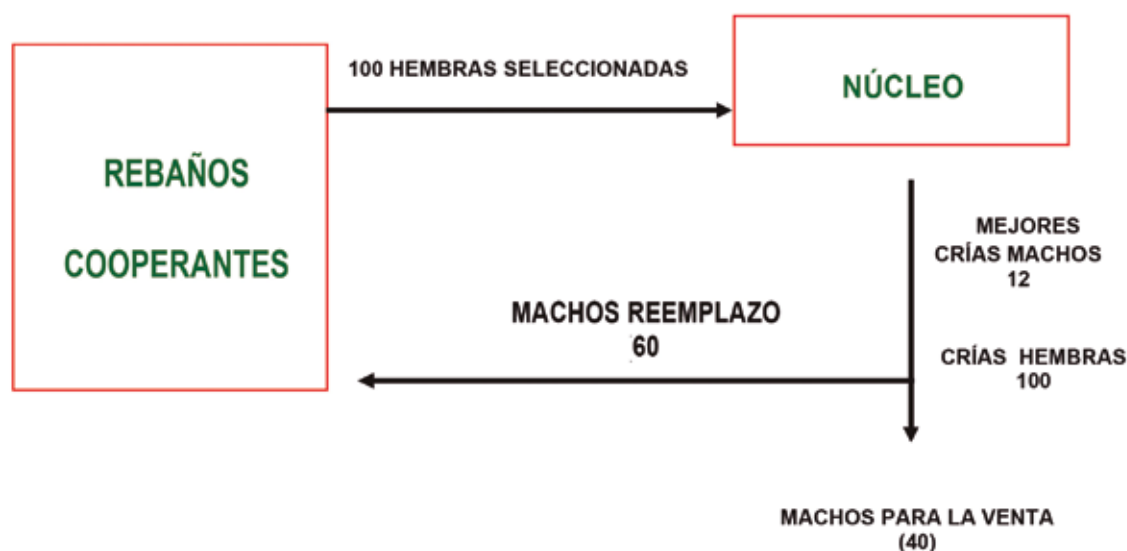 100 HEMBRAS SELECCIONADAS
NÚCLEO
REBAÑOS
COOPERANTES
MEJORES
CRÍAS MACHOS
12
MACHOS REEMPLAZO
60
CRÍAS HEMBRAS
100
MACHOS PARA LA VENTA
(40)